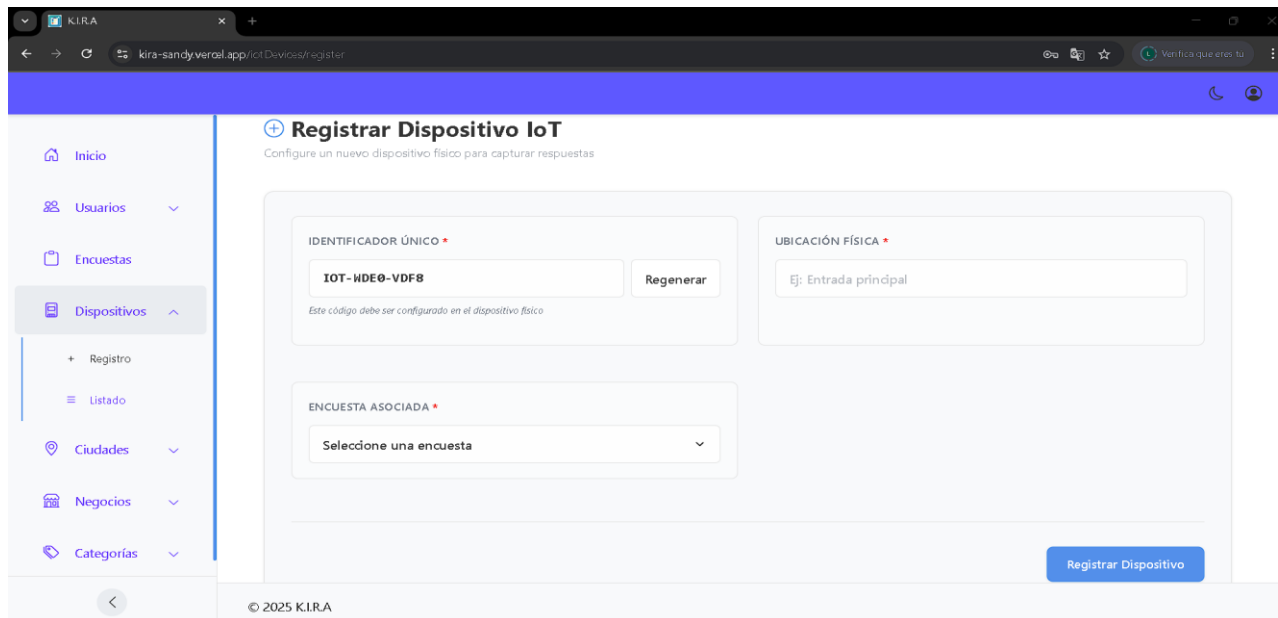 K.I.R.A
kira-sandy.vercel.app/iotDevices/register
Verifica que eres tú
Registrar Dispositivo IoT
Configure un nuevo dispositivo físico para capturar respuestas
Inicio
Usuarios
Encuestas
Dispositivos
+ Registro
Listado
Ciudades
Negocios
Categorías
IDENTIFICADOR ÚNICO *
IOT-WDE0-VDF8
Regenerar
Este código debe ser configurado en el dispositivo físico
UBICACIÓN FÍSICA *
Ej: Entrada principal
ENCUESTA ASOCIADA *
Seleccione una encuesta
Registrar Dispositivo
© 2025 K.I.R.A